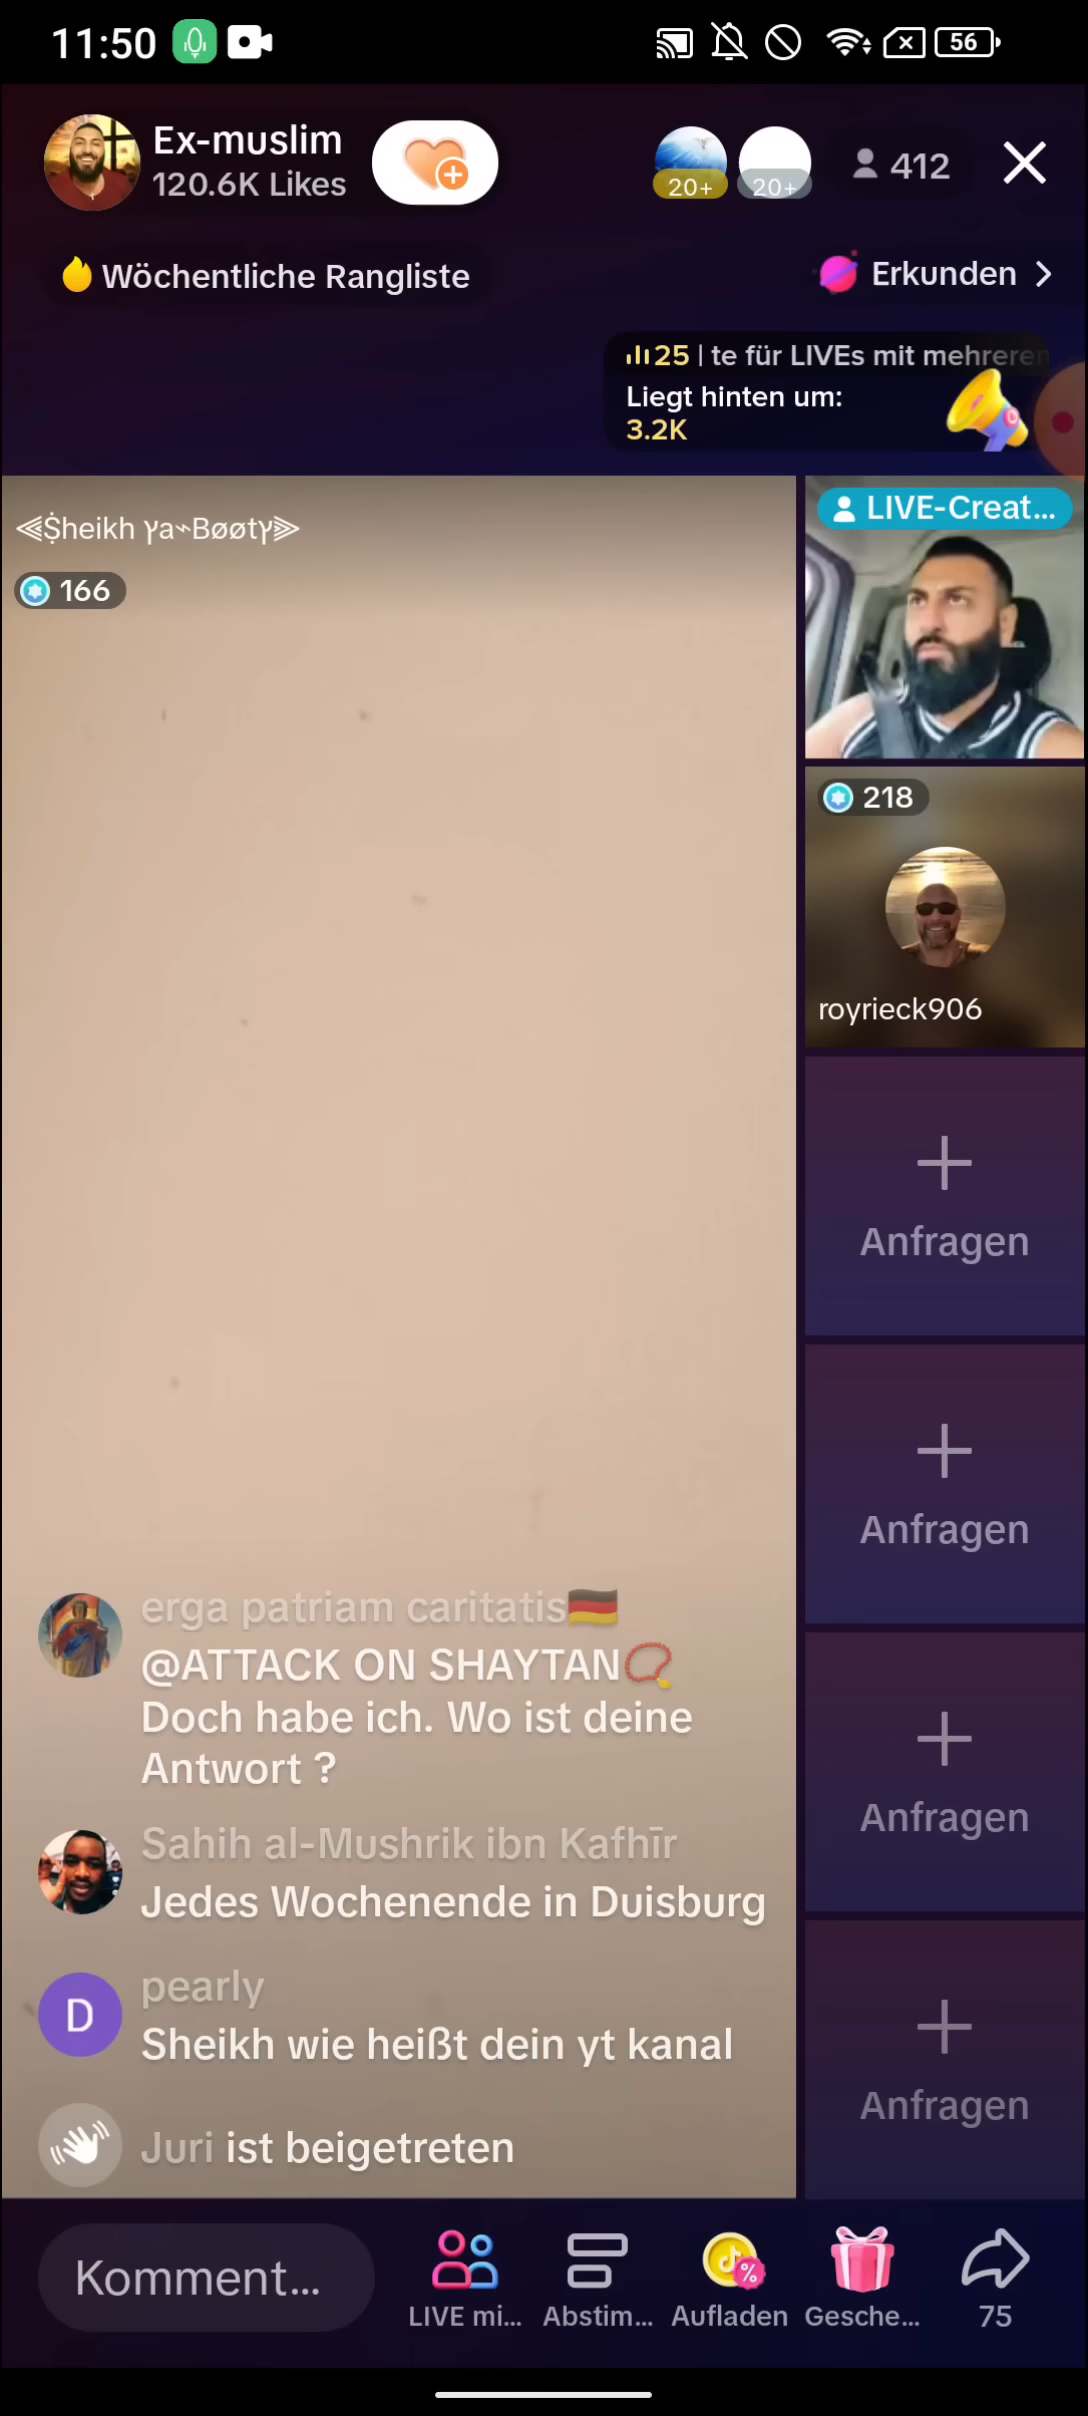 11:50
56
Ex-muslim
120.6K Likes
20+
20+
412
Wöchentliche Rangliste
Erkunden
25 | te für LIVEs mit mehreren
Liegt hinten um:
3.2K
⪡Ṩheikh ץa⌁Bøøtץ⪢
166
LIVE-Creat...
218
royrieck906
Anfragen
Anfragen
Anfragen
Anfragen
erga patriam caritatis🇩🇪
@ATTACK ON SHAYTAN📿
Doch habe ich. Wo ist deine
Antwort ?
Sahih al-Mushrik ibn Kafhīr
Jedes Wochenende in Duisburg
D
pearly
Sheikh wie heißt dein yt kanal
Juri ist beigetreten
Komment...
LIVE mi...
Abstim...
Aufladen
Gesche...
75